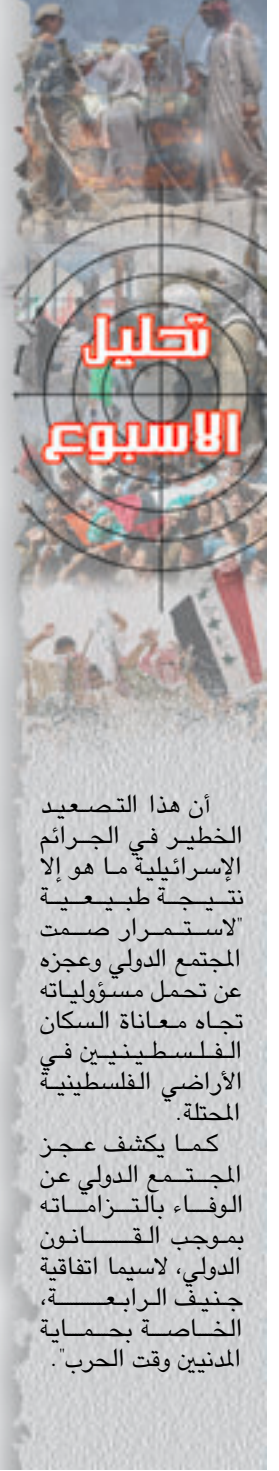 تحليل
الاسبوع
أن هذا التصعيد
الخطير في الجرائم
الإسرائيلية ما هو إلا
نتيجة طبيعية
"لاستمرار صمت
المجتمع الدولي وعجزه
عن تحمل مسؤولياته
تجاه معاناة السكان
الفلسطينيين في
الأراضي الفلسطينية
المحتلة.
كما يكشف عجز
المجتمع الدولي عن
الوفاء بالتزاماته
بموجب القانون
الدولي، لاسيما اتفاقية
جنيف الرابعة،
الخاصة بحماية
المدنيين وقت الحرب".